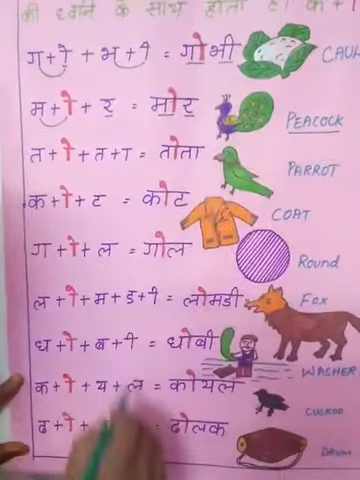 की ध्वनि के साथ होता है। क + ो
ग + ो + भ + ी = गोभी CAUL
म + ो + र = मोर PEACOCK
त + ो + त + ा = तोता PARROT
क + ो + ट = कोट COAT
ग + ो + ल = गोल Round
ल + ो + म + ड + ी = लोमडी Fox
ध + ो + ब + ी = धोबी WASHER
क + ो + य + ल = कोयल CUCKOO
ढ + ो + = ढोलक DRUM